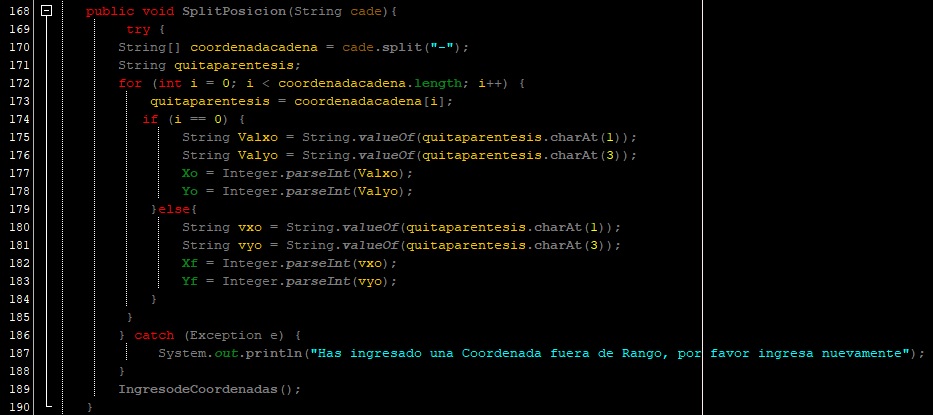 168 public void SplitPosicion(String cade){
169 try {
170 String[] coordenadacadena = cade.split("-");
171 String quitaparentesis;
172 for (int i = 0; i < coordenadacadena.length; i++) {
173 quitaparentesis = coordenadacadena[i];
174 if (i == 0) {
175 String Valxo = String.valueOf(quitaparentesis.charAt(1));
176 String Valyo = String.valueOf(quitaparentesis.charAt(3));
177 Xo = Integer.parseInt(Valxo);
178 Yo = Integer.parseInt(Valyo);
179 }else{
180 String vxo = String.valueOf(quitaparentesis.charAt(1));
181 String vyo = String.valueOf(quitaparentesis.charAt(3));
182 Xf = Integer.parseInt(vxo);
183 Yf = Integer.parseInt(vyo);
184 }
185 }
186 } catch (Exception e) {
187 System.out.println("Has ingresado una Coordenada fuera de Rango, por favor ingresa nuevamente");
188 }
189 IngresodeCoordenadas();
190 }